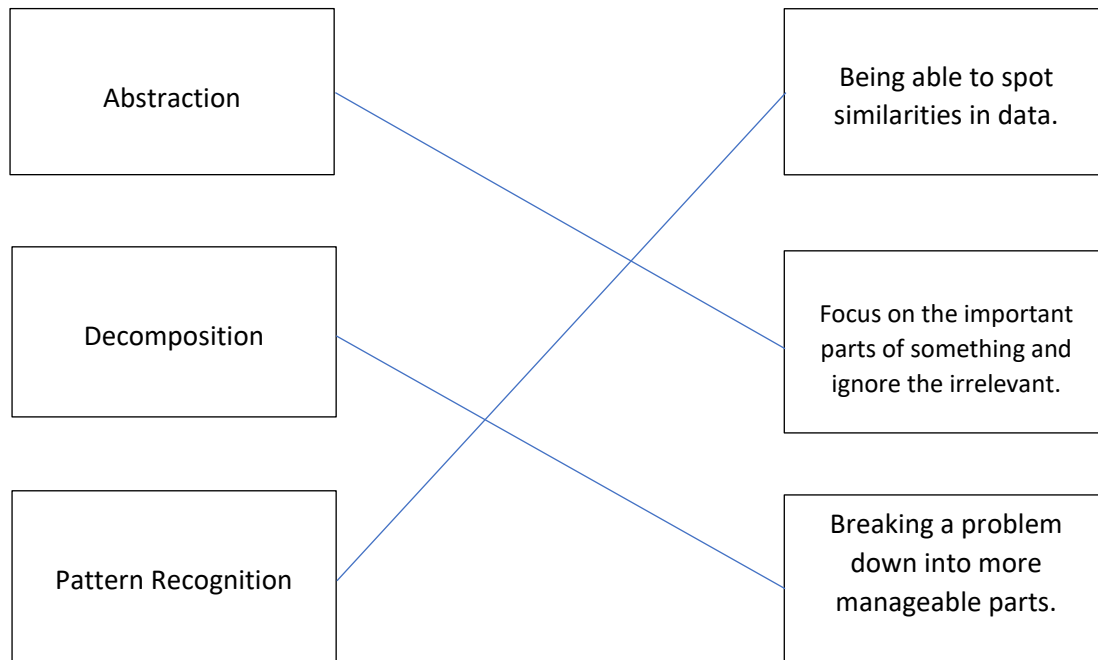 Abstraction
Being able to spot
similarities in data.
Decomposition
Focus on the important
parts of something and
ignore the irrelevant.
Pattern Recognition
Breaking a problem
down into more
manageable parts.